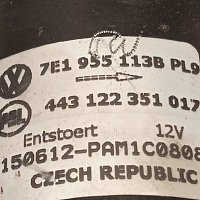 7E1 955 113B PL9
443 122 351 017
Entstoert 12V
150612-PAM1C0808
CZECH REPUBLIC